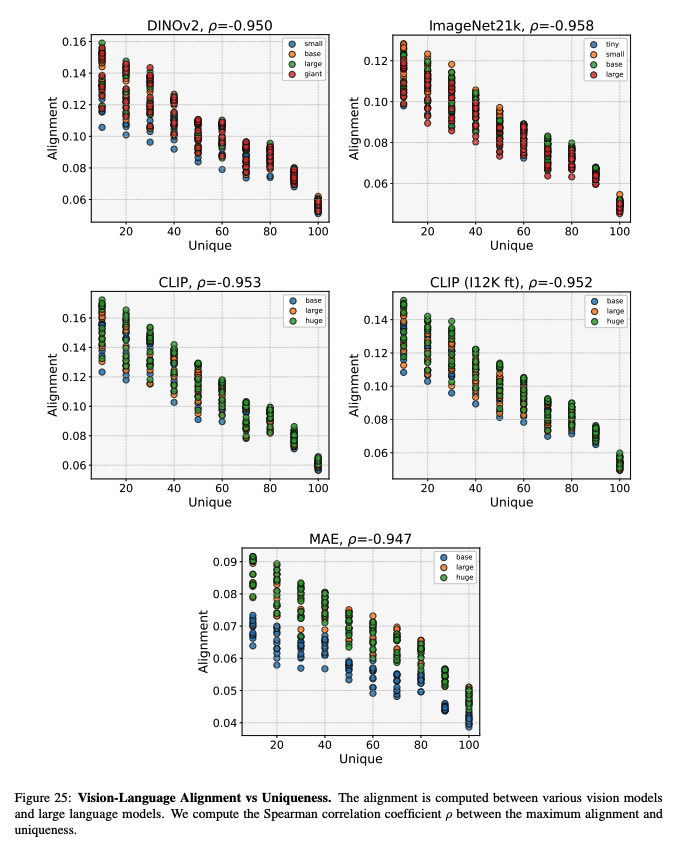 DINOv2, ρ=-0.950
Alignment
0.16
0.14
0.12
0.10
0.08
0.06
small
base
large
giant
20 40 60 80 100
Unique
ImageNet21k, ρ=-0.958
Alignment
0.12
0.10
0.08
0.06
tiny
small
base
large
20 40 60 80 100
Unique
CLIP, ρ=-0.953
Alignment
0.16
0.14
0.12
0.10
0.08
0.06
base
large
huge
20 40 60 80 100
Unique
CLIP (I12K ft), ρ=-0.952
Alignment
0.14
0.12
0.10
0.08
0.06
base
large
huge
20 40 60 80 100
Unique
MAE, ρ=-0.947
Alignment
0.09
0.08
0.07
0.06
0.05
0.04
base
large
huge
20 40 60 80 100
Unique
Figure 25: Vision-Language Alignment vs Uniqueness. The alignment is computed between various vision models
and large language models. We compute the Spearman correlation coefficient ρ between the maximum alignment and
uniqueness.